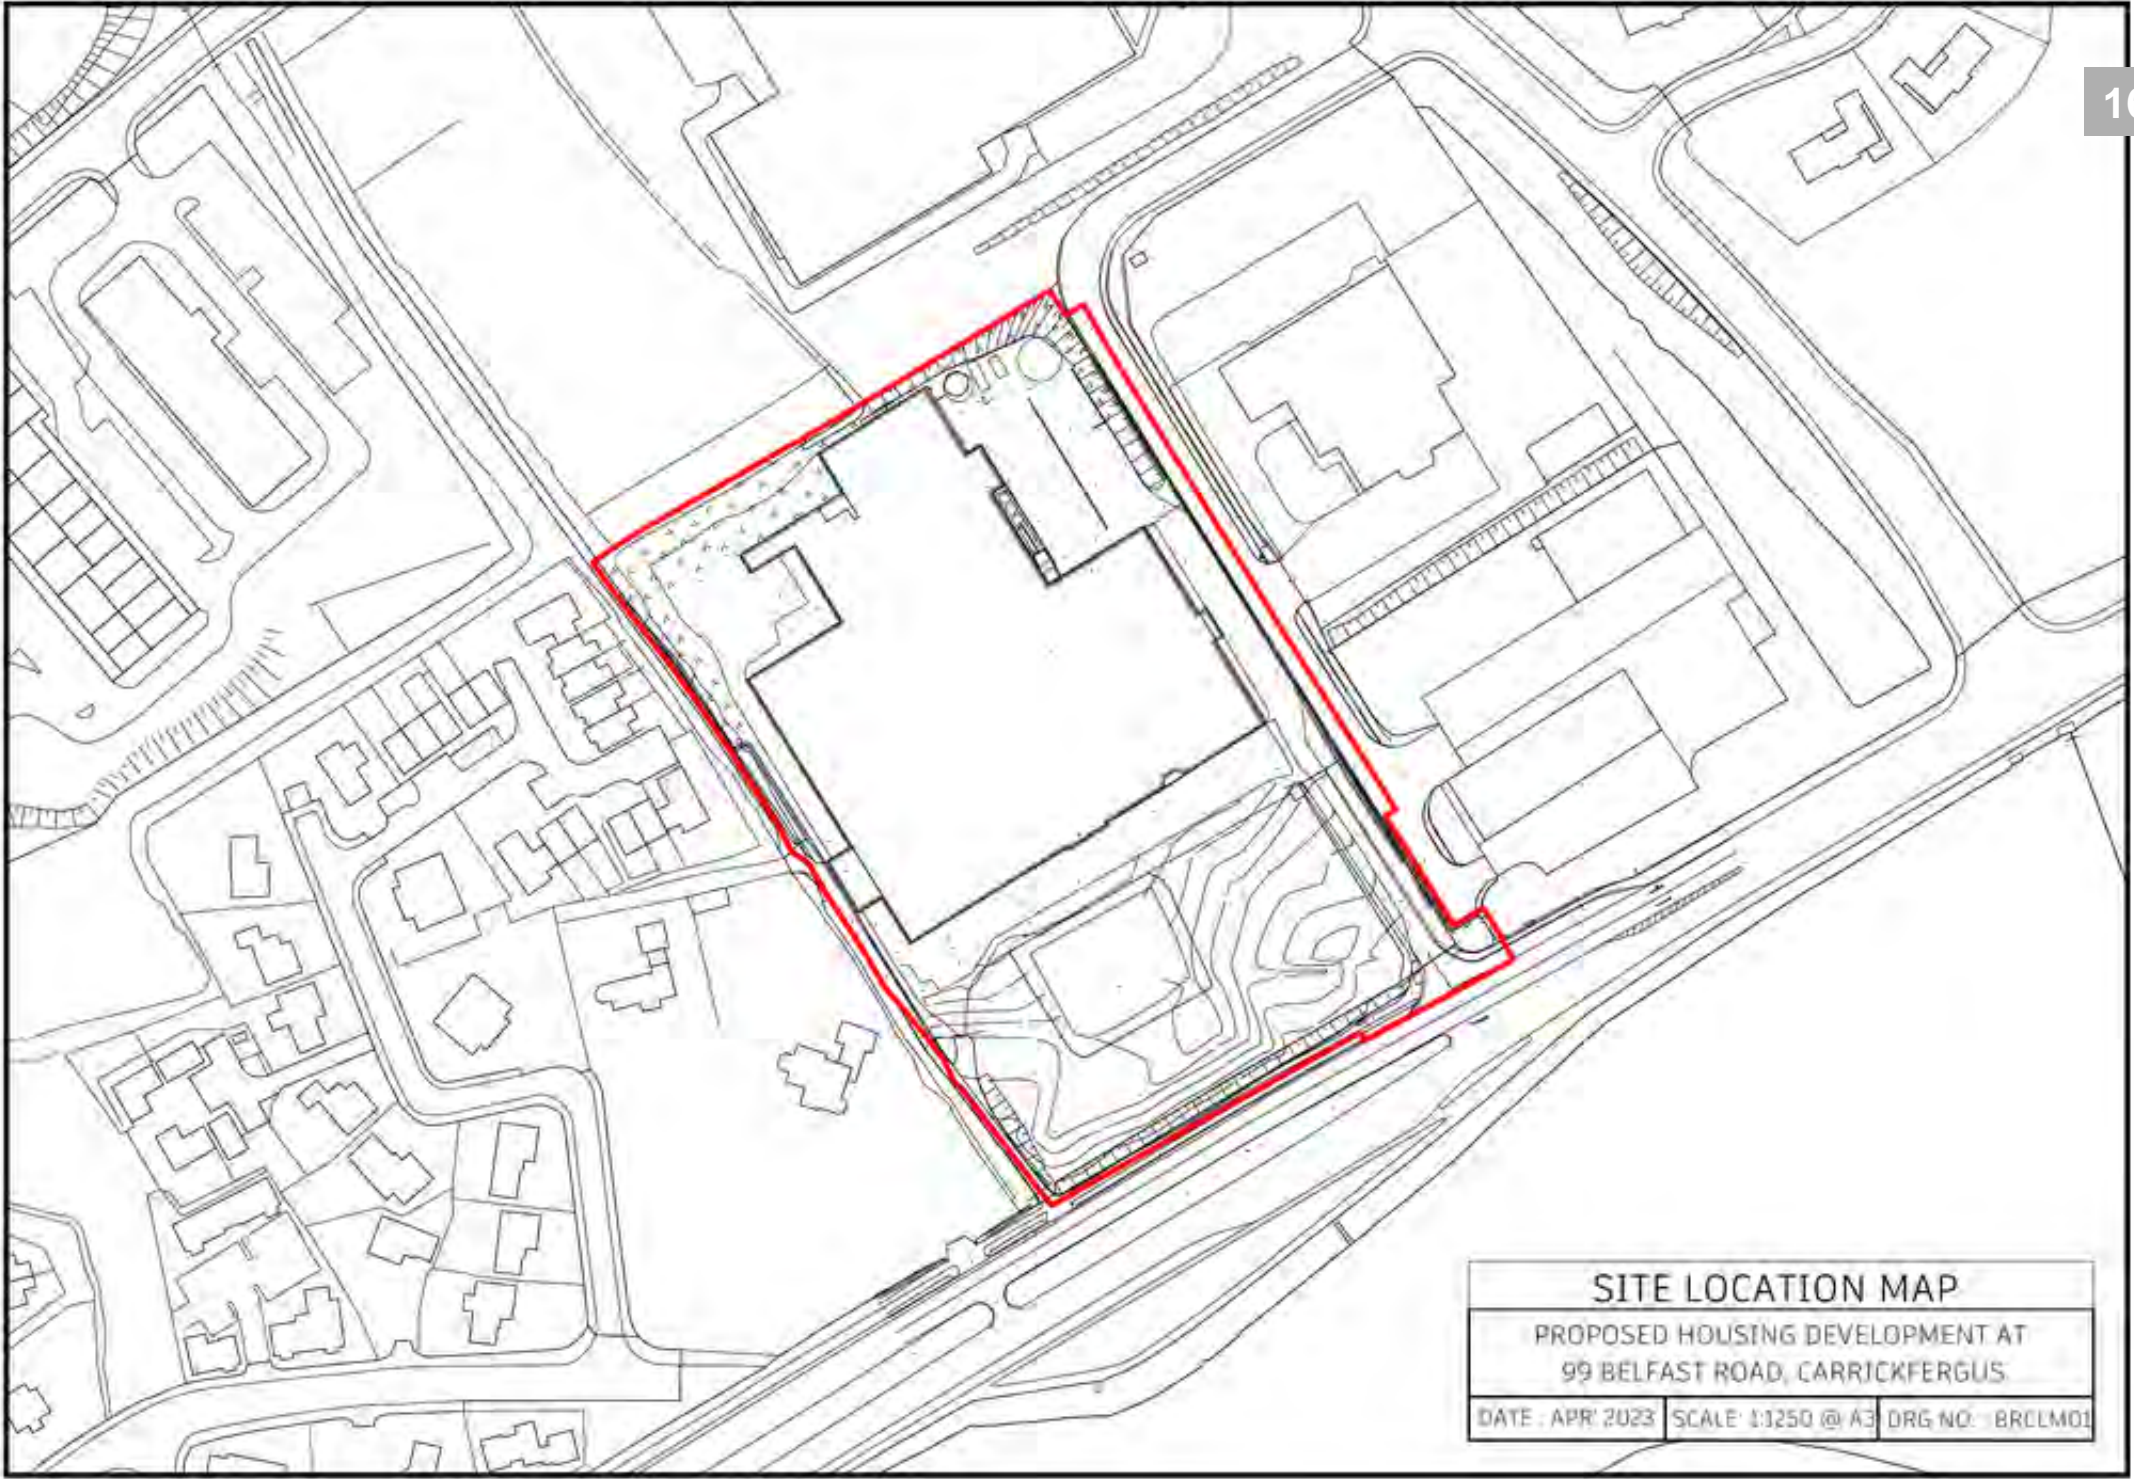 10
SITE LOCATION MAP
PROPOSED HOUSING DEVELOPMENT AT
99 BELFAST ROAD, CARRICKFERGUS
DATE : APR' 2023
SCALE: 1:1250 @ A3
DRG NO. : BRCLM01